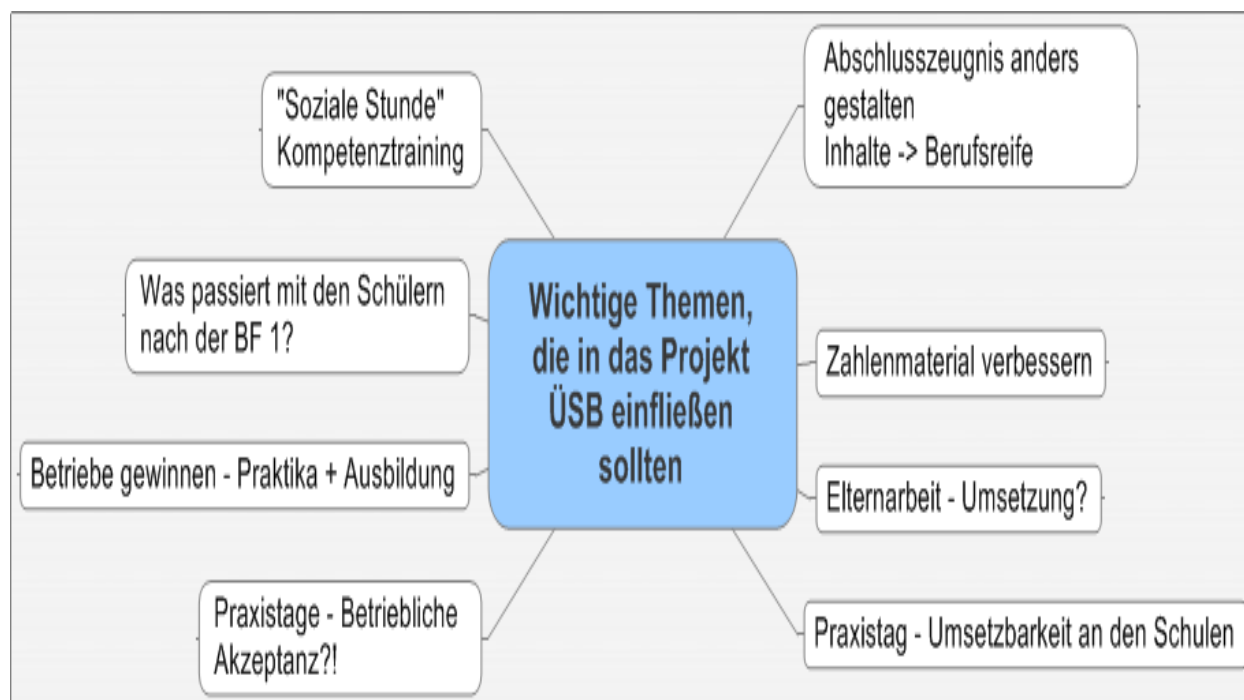 "Soziale Stunde"
Kompetenztraining
Abschlusszeugnis anders
gestalten
Inhalte -> Berufsreife
Was passiert mit den Schülern
nach der BF 1?
Wichtige Themen,
die in das Projekt
ÜSB einfließen
sollten
Zahlenmaterial verbessern
Betriebe gewinnen - Praktika + Ausbildung
Elternarbeit - Umsetzung?
Praxistage - Betriebliche
Akzeptanz?!
Praxistag - Umsetzbarkeit an den Schulen